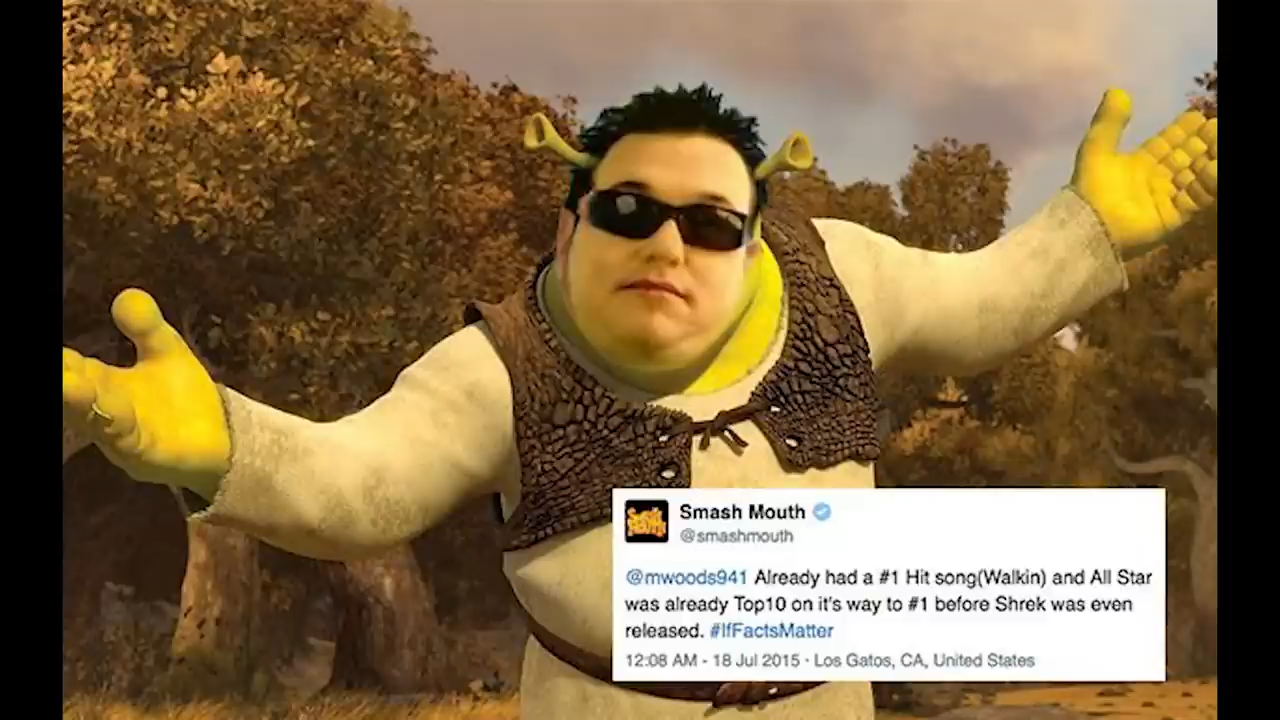 Smash Mouth
@smashmouth
@mwoods941 Already had a #1 Hit song(Walkin) and All Star
was already Top10 on it's way to #1 before Shrek was even
released. #IfFactsMatter
12:08 AM - 18 Jul 2015 · Los Gatos, CA, United States
SMASH
MOUTH